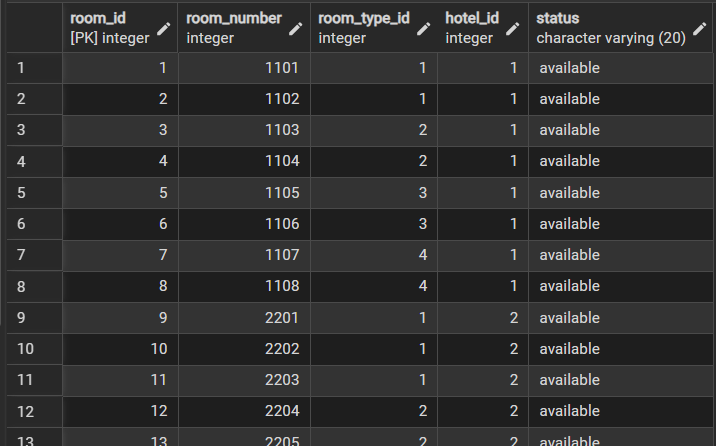 room_id room_number room_type_id hotel_id status
[PK] integer integer integer integer character varying (20)
1 1 1101 1 1 available
2 2 1102 1 1 available
3 3 1103 2 1 available
4 4 1104 2 1 available
5 5 1105 3 1 available
6 6 1106 3 1 available
7 7 1107 4 1 available
8 8 1108 4 1 available
9 9 2201 1 2 available
10 10 2202 1 2 available
11 11 2203 1 2 available
12 12 2204 2 2 available
13 13 2205 2 2 available